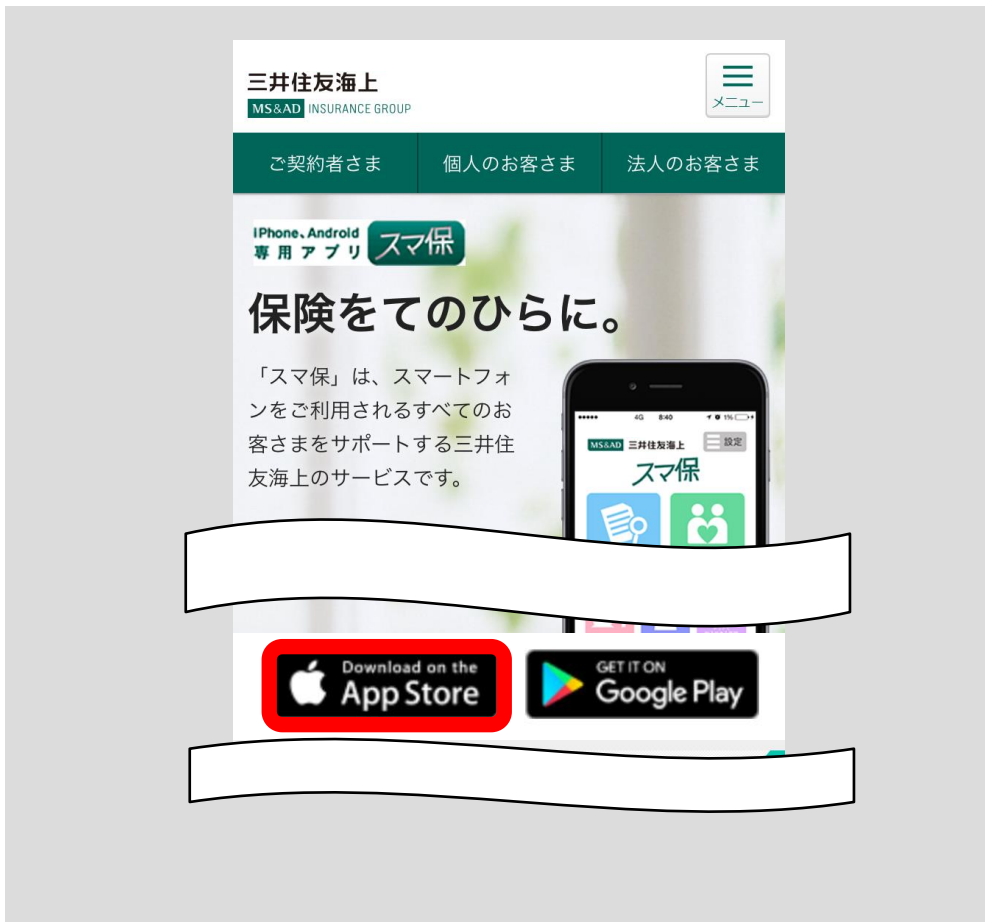 三井住友海上
MS&AD INSURANCE GROUP
メニュー
ご契約者さま 個人のお客さま 法人のお客さま
iPhone、Android
専用アプリ スマ保
保険をてのひらに。
「スマ保」は、スマートフォ
ンをご利用されるすべてのお
客さまをサポートする三井住
友海上のサービスです。
4G 8:40 1%
MS&AD 三井住友海上 設定
スマ保
Download on the
App Store
GET IT ON
Google Play